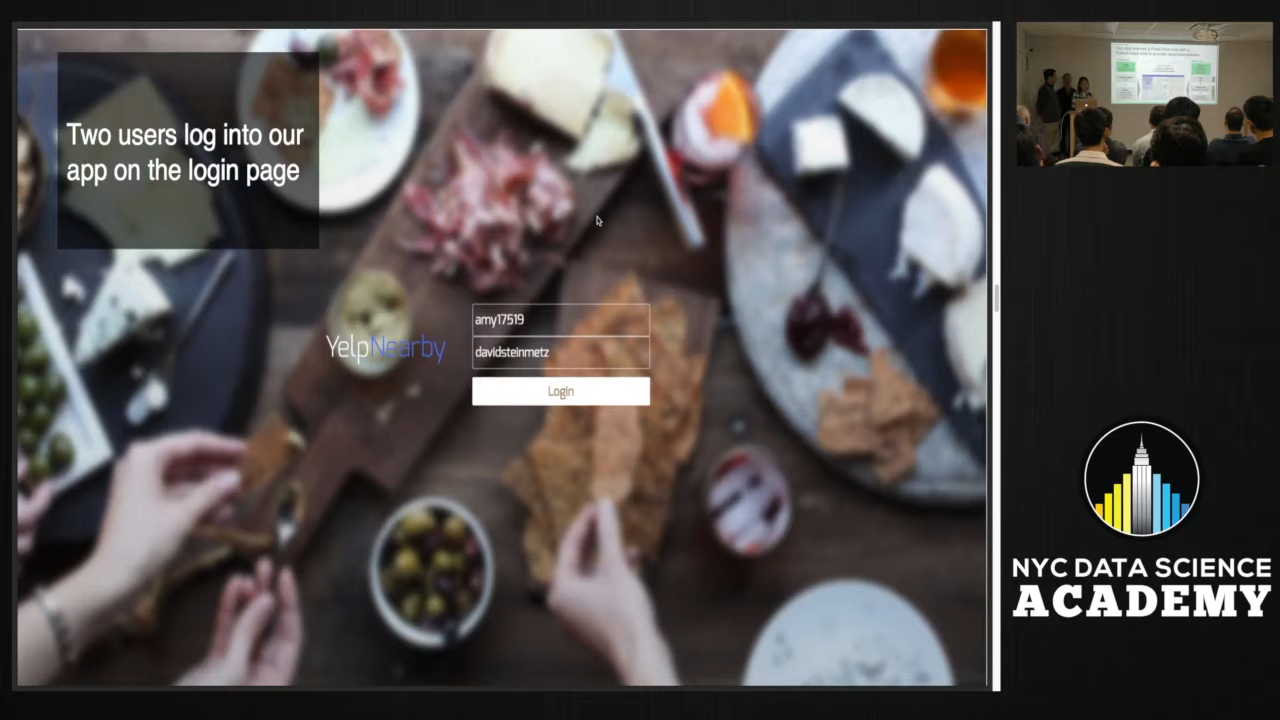 Two users log into our
app on the login page
YelpNearby
amy17519
davidsteinmetz
Login
NYC DATA SCIENCE
ACADEMY